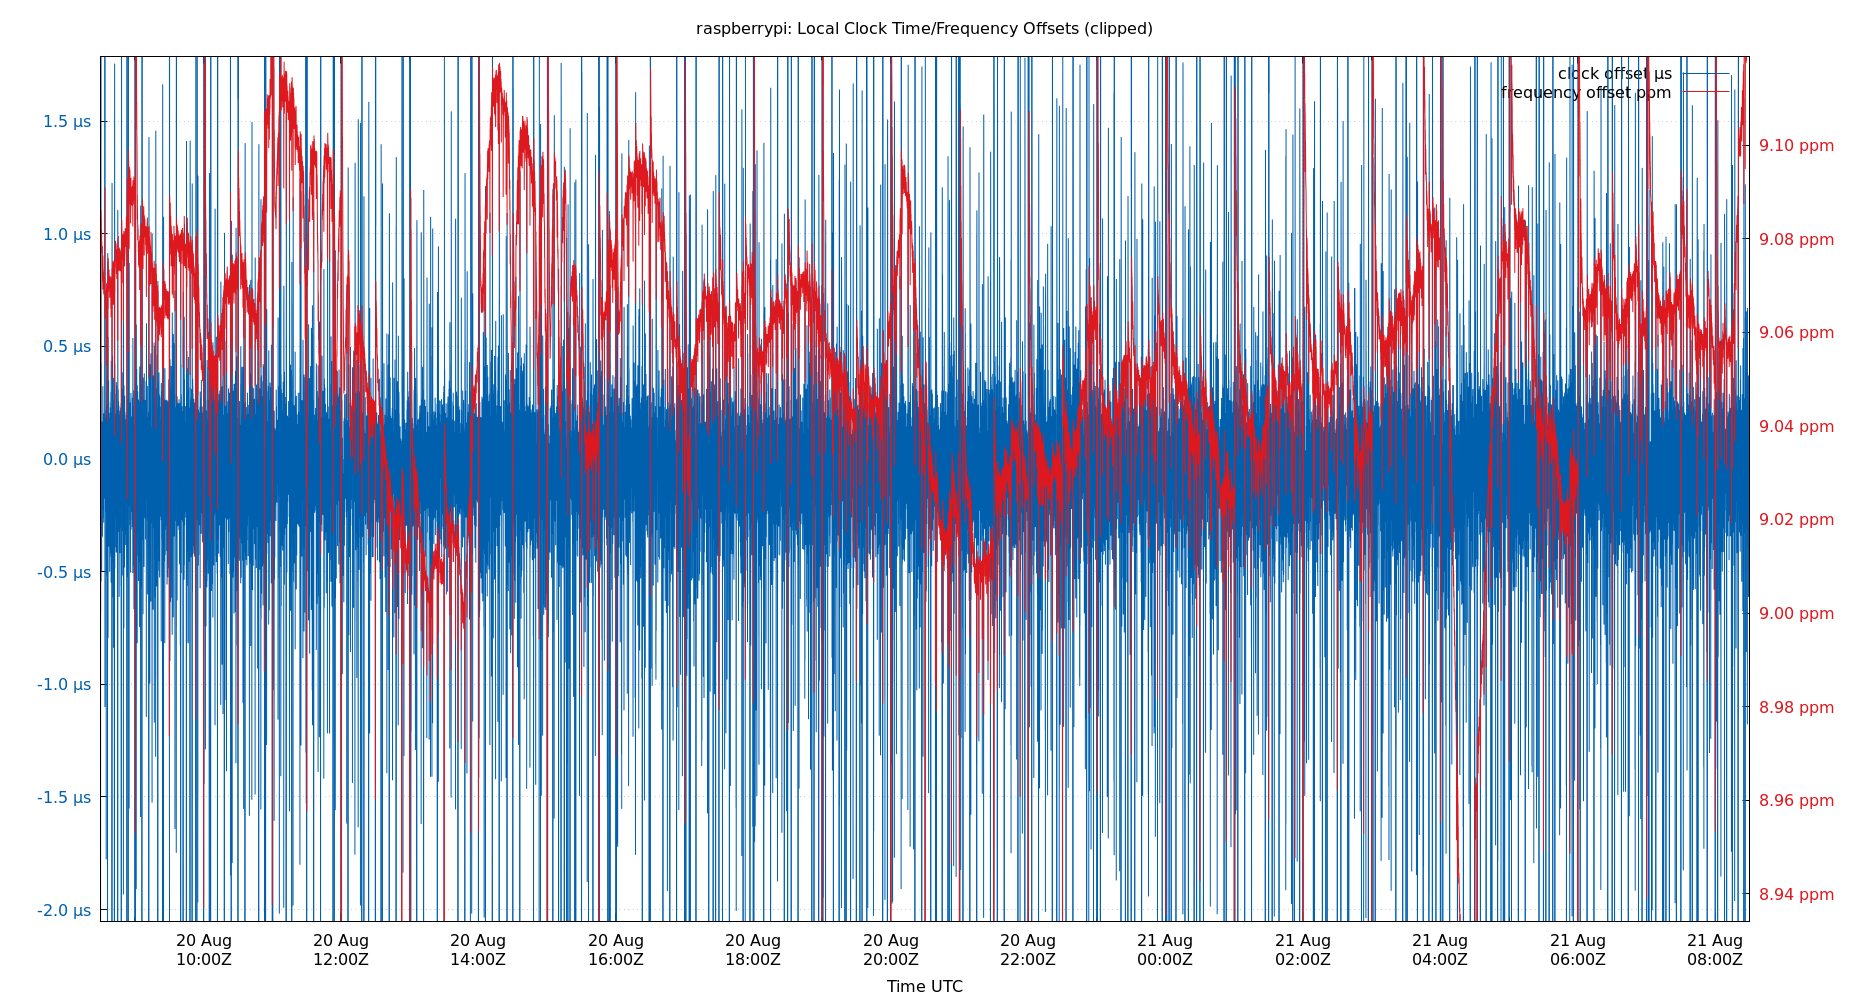 raspberrypi: Local Clock Time/Frequency Offsets (clipped)
clock offset µs
frequency offset ppm
1.5 µs
1.0 µs
0.5 µs
0.0 µs
-0.5 µs
-1.0 µs
-1.5 µs
-2.0 µs
9.10 ppm
9.08 ppm
9.06 ppm
9.04 ppm
9.02 ppm
9.00 ppm
8.98 ppm
8.96 ppm
8.94 ppm
20 Aug
10:00Z
20 Aug
12:00Z
20 Aug
14:00Z
20 Aug
16:00Z
20 Aug
18:00Z
20 Aug
20:00Z
20 Aug
22:00Z
21 Aug
00:00Z
21 Aug
02:00Z
21 Aug
04:00Z
21 Aug
06:00Z
21 Aug
08:00Z
Time UTC